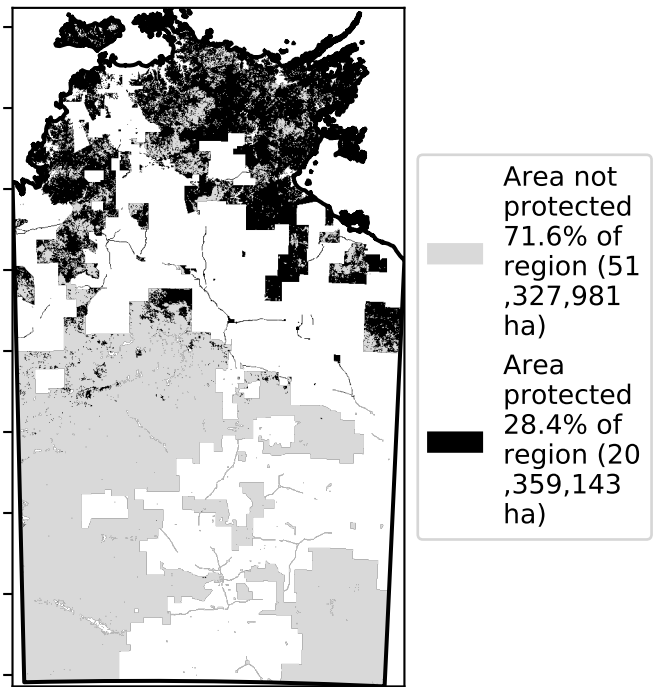 Area not
protected
71.6% of
region (51
,327,981
ha)
Area
protected
28.4% of
region (20
,359,143
ha)